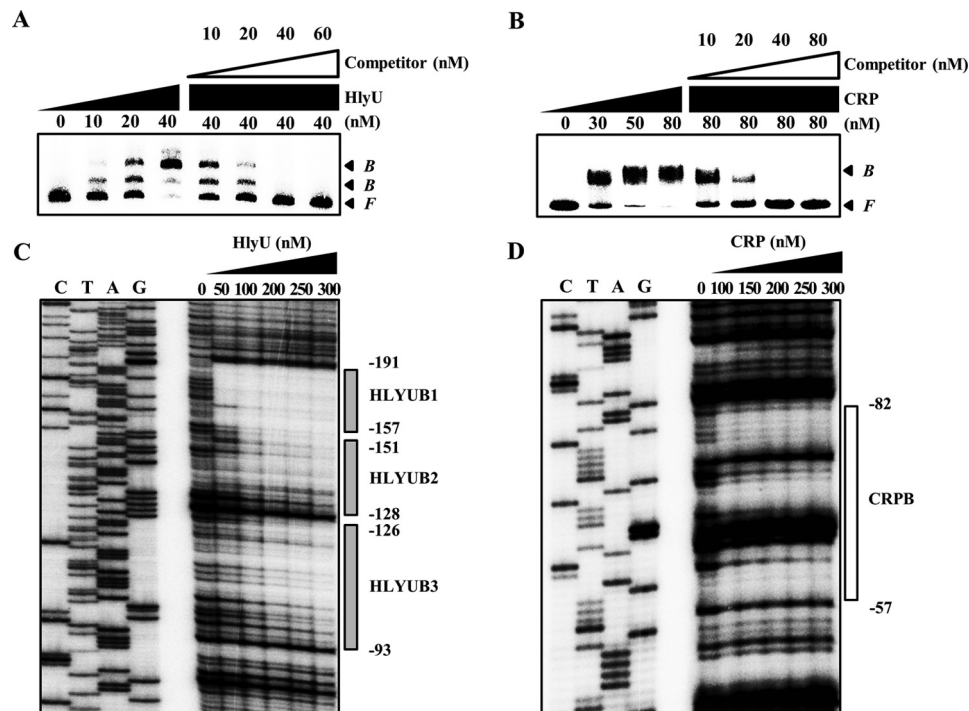 A
10 20 40 60
Competitor (nM)
HlyU
0 10 20 40 40 40 40 40 (nM)
B
B
F
B
10 20 40 80
Competitor (nM)
CRP
0 30 50 80 80 80 80 80 (nM)
B
F
C
HlyU (nM)
C T A G 0 50 100 200 250 300
-191
HLYUB1
-157
-151
HLYUB2
-128
-126
HLYUB3
-93
D
CRP (nM)
C T A G 0 100 150 200 250 300
-82
CRPB
-57